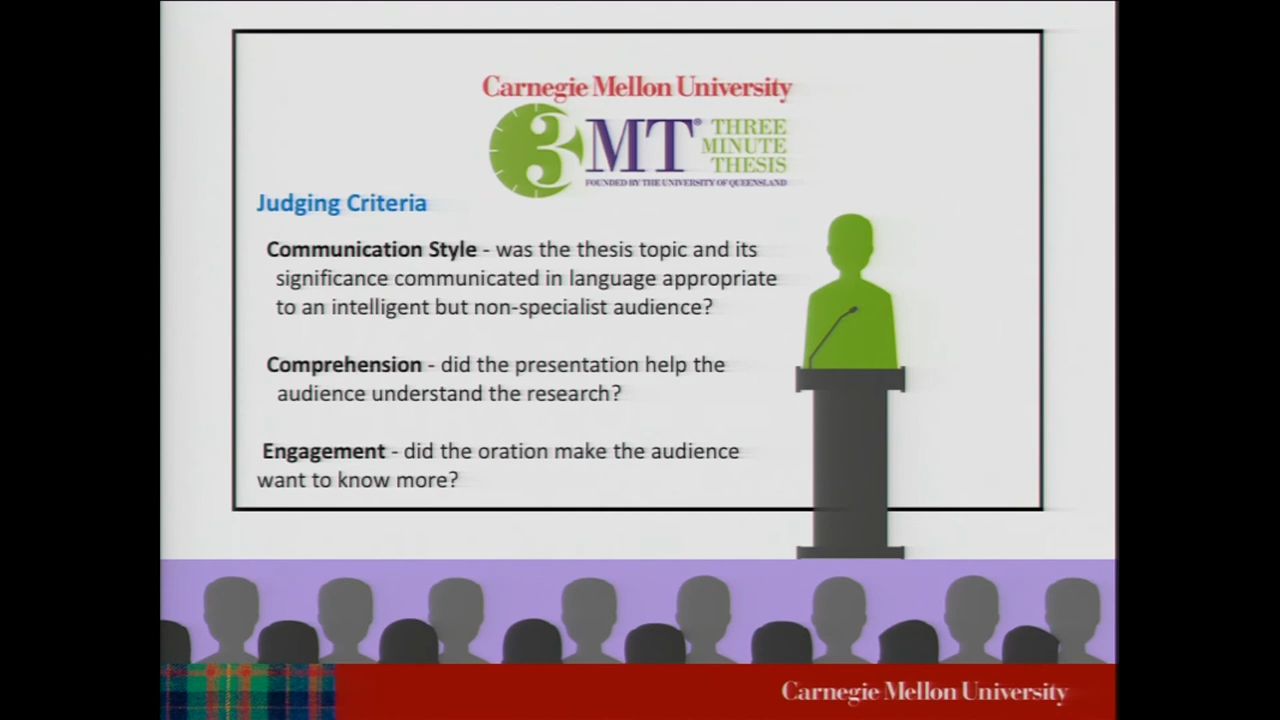 Carnegie Mellon University
3MT® THREE
MINUTE
THESIS
FOUNDED BY THE UNIVERSITY OF QUEENSLAND
Judging Criteria
Communication Style - was the thesis topic and its
significance communicated in language appropriate
to an intelligent but non-specialist audience?
Comprehension - did the presentation help the
audience understand the research?
Engagement - did the oration make the audience
want to know more?
Carnegie Mellon University